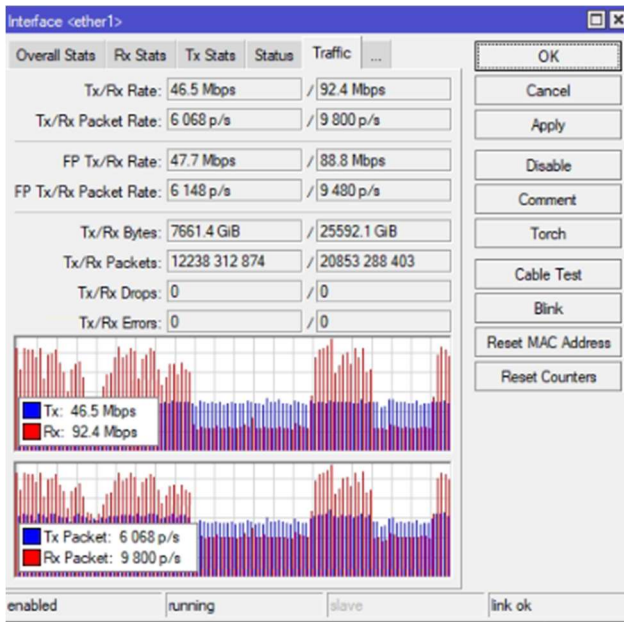 Interface <ether1>
Overall Stats Rx Stats Tx Stats Status Traffic ...
Tx/Rx Rate: 46.5 Mbps / 92.4 Mbps
Tx/Rx Packet Rate: 6 068 p/s / 9 800 p/s
FP Tx/Rx Rate: 47.7 Mbps / 88.8 Mbps
FP Tx/Rx Packet Rate: 6 148 p/s / 9 480 p/s
Tx/Rx Bytes: 7661.4 GiB / 25592.1 GiB
Tx/Rx Packets: 12238 312 874 / 20853 288 403
Tx/Rx Drops: 0 / 0
Tx/Rx Errors: 0 / 0
Tx: 46.5 Mbps
Rx: 92.4 Mbps
Tx Packet: 6 068 p/s
Rx Packet: 9 800 p/s
OK
Cancel
Apply
Disable
Comment
Torch
Cable Test
Blink
Reset MAC Address
Reset Counters
enabled running slave link ok